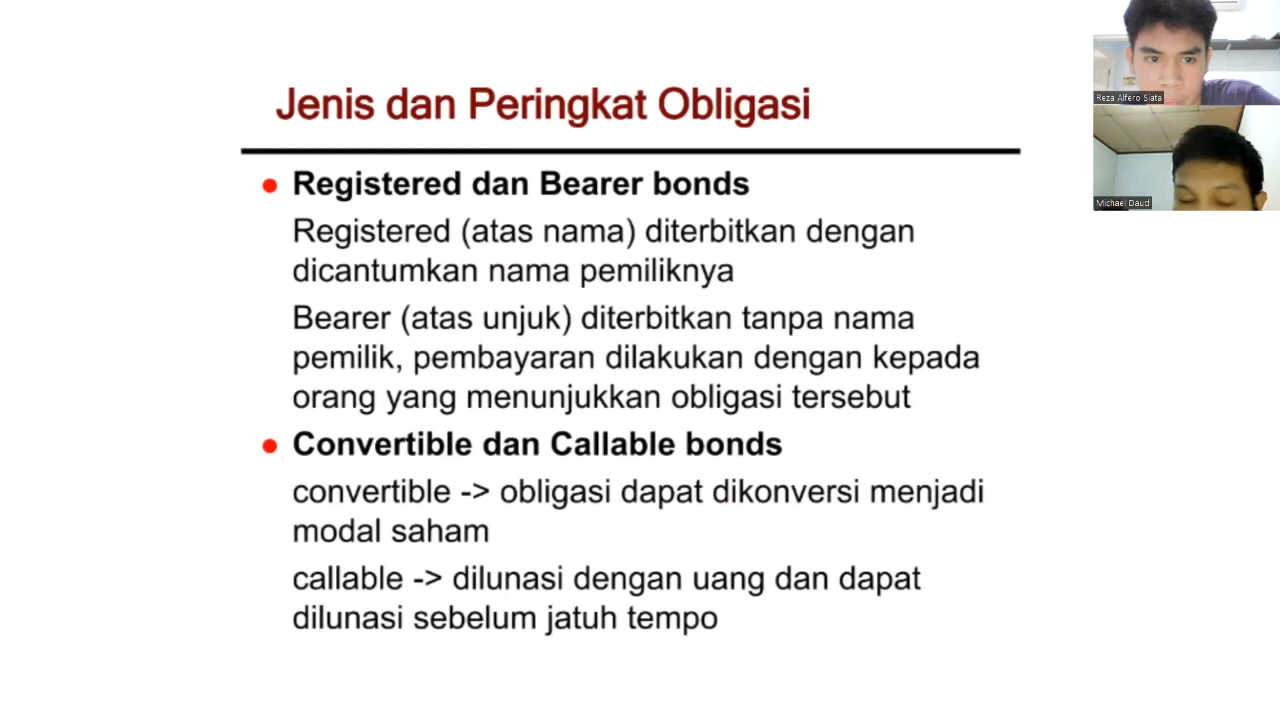 Jenis dan Peringkat Obligasi
Registered dan Bearer bonds
Registered (atas nama) diterbitkan dengan
dicantumkan nama pemiliknya
Bearer (atas unjuk) diterbitkan tanpa nama
pemilik, pembayaran dilakukan dengan kepada
orang yang menunjukkan obligasi tersebut
Convertible dan Callable bonds
convertible -> obligasi dapat dikonversi menjadi
modal saham
callable -> dilunasi dengan uang dan dapat
dilunasi sebelum jatuh tempo
Reza Alfero Siata
Michael Daud